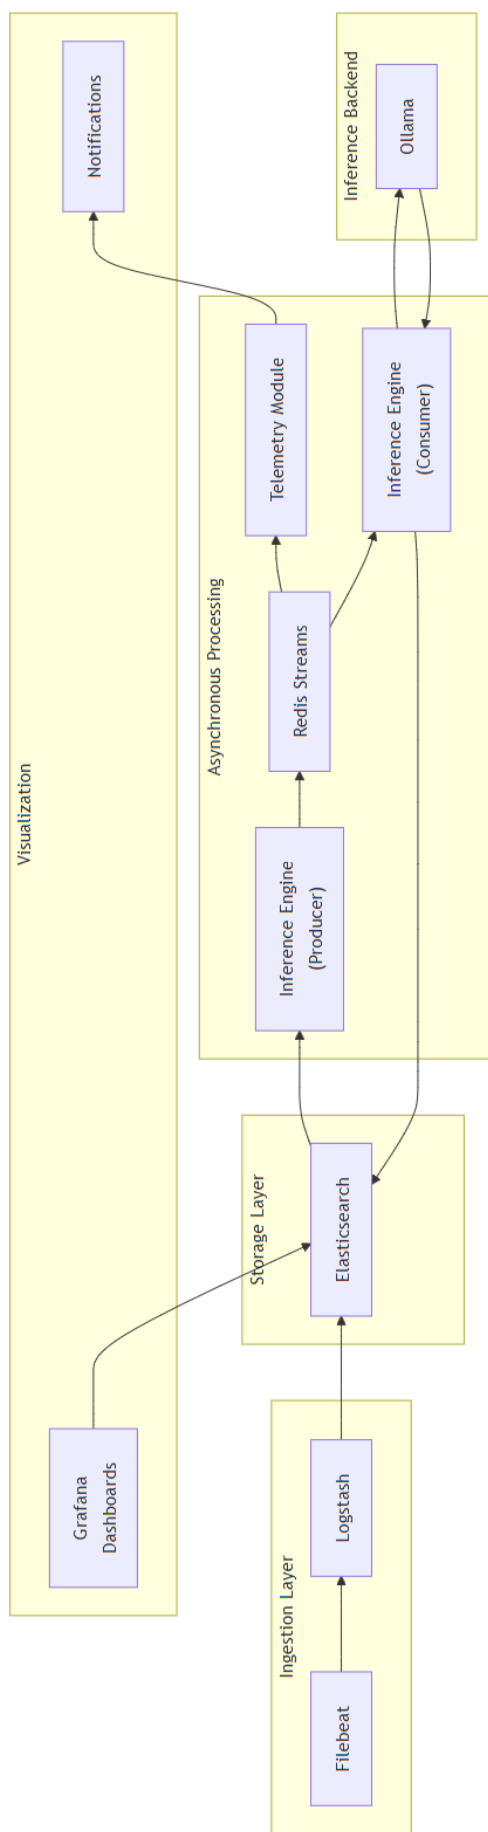 Visualization
Notifications
Grafana
Dashboards
Inference Backend
Ollama
Asynchronous Processing
Telemetry Module
Inference Engine
(Consumer)
Redis Streams
Inference Engine
(Producer)
Storage Layer
Elasticsearch
Ingestion Layer
Logstash
Filebeat